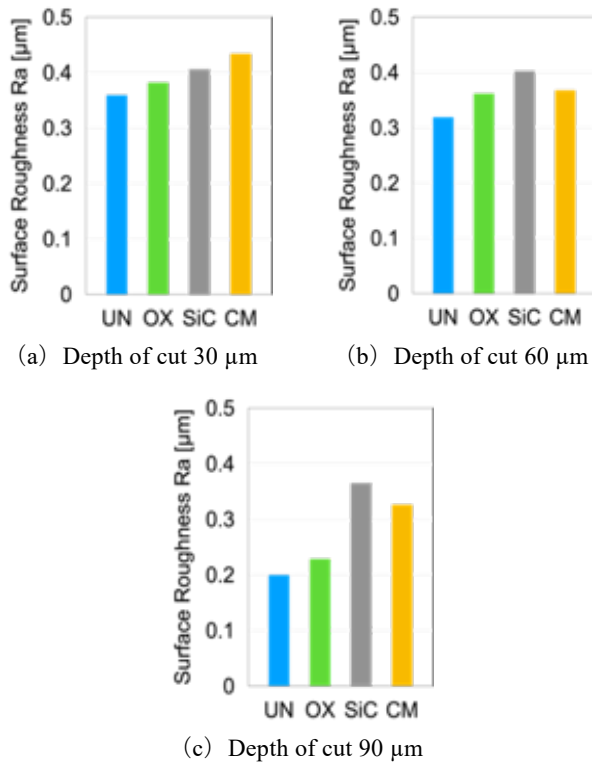 Surface Roughness Ra [μm]
0.5
0.4
0.3
0.2
0.1
0
UN OX SiC CM
(a) Depth of cut 30 μm
Surface Roughness Ra [μm]
0.5
0.4
0.3
0.2
0.1
0
UN OX SiC CM
(b) Depth of cut 60 μm
Surface Roughness Ra [μm]
0.5
0.4
0.3
0.2
0.1
0
UN OX SiC CM
(c) Depth of cut 90 μm